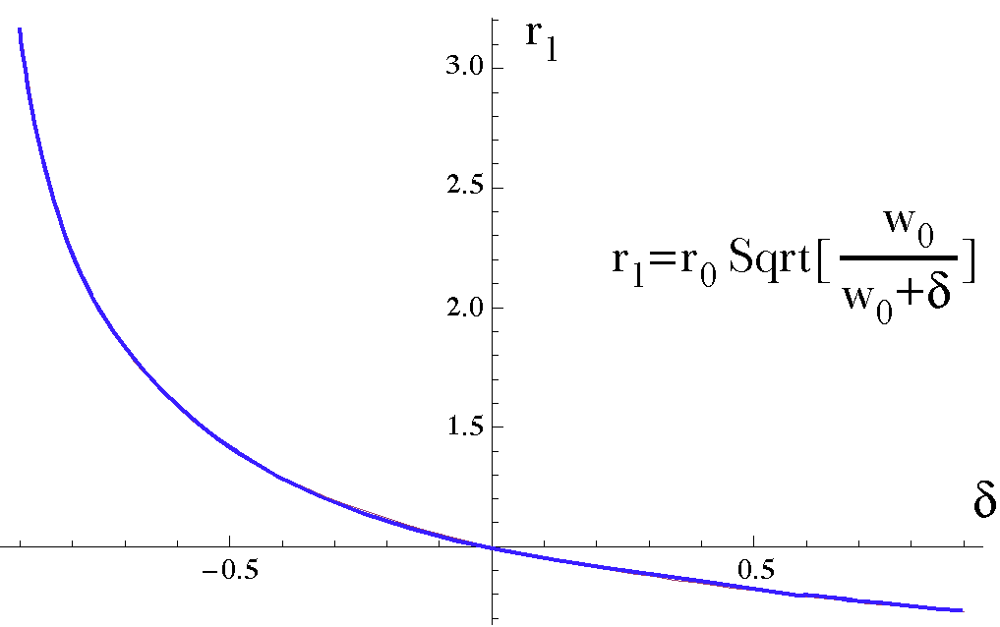 r₁
3.0
2.5
r₁=r₀ Sqrt[w₀/(w₀+δ)]
2.0
1.5
δ
−0.5
0.5